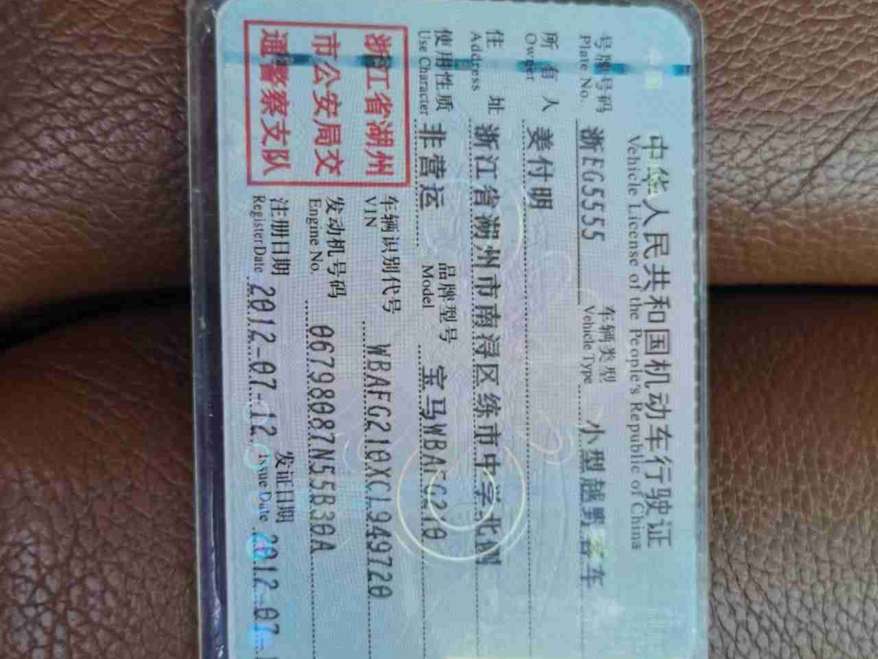 中华人民共和国机动车行驶证
Vehicle License of the People's Republic of China
号牌号码 浙EG5555 车辆类型 小型越野客车
Plate No. Vehicle Type
所有人 姜付明
Owner
住址 浙江省湖州市南浔区练市中学北侧
Address
使用性质 非营运 品牌型号 宝马WBAFG210
Use Character Model
浙江省湖州
市公安局交
通警察支队
车辆识别代号 WBAFG210XCL949720
VIN
发动机号码 06798087N55B30A
Engine No.
注册日期 2012-07-12 发证日期 2012-07-
Register Date Issue Date